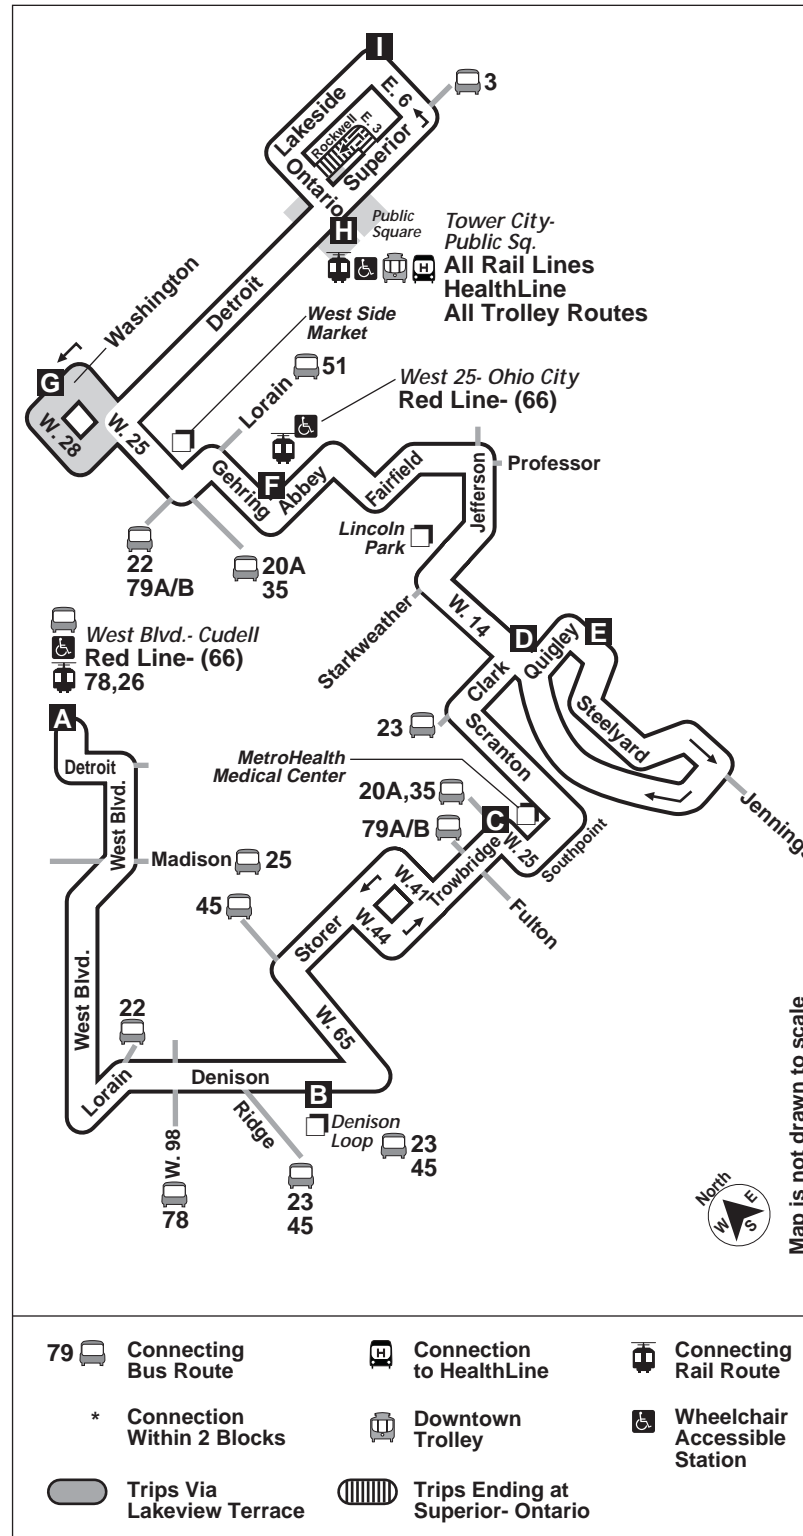 I
3
E. 6
Lakeside
Rockwell
E. 3
Superior
Ontario
H
Public
Square
Tower City-
Public Sq.
All Rail Lines
HealthLine
All Trolley Routes
H
Washington
Detroit
West Side
Market
51
Lorain
West 25- Ohio City
Red Line- (66)
G
W. 28
W. 25
Gehring
F
Abbey
Fairfield
Jefferson
Professor
Lincoln
Park
22
79A/B
20A
35
West Blvd.- Cudell
Red Line- (66)
78,26
Starkweather
W. 14
D
E
Quigley
Clark
Steelyard
A
23
Scranton
Detroit
MetroHealth
Medical Center
West Blvd.
20A,35
C
Jennings
79A/B
W. 25
Southpoint
Madison
25
Trowbridge
W.41
45
W.44
Fulton
Storer
West Blvd.
W. 65
22
Lorain
Denison
B
Ridge
Denison
Loop
23
45
W. 98
78
23
45
North
W
E
S
Map is not drawn to scale
79
Connecting
Bus Route
H
Connection
to HealthLine
Connecting
Rail Route
*
Connection
Within 2 Blocks
Downtown
Trolley
Wheelchair
Accessible
Station
Trips Via
Lakeview Terrace
Trips Ending at
Superior- Ontario